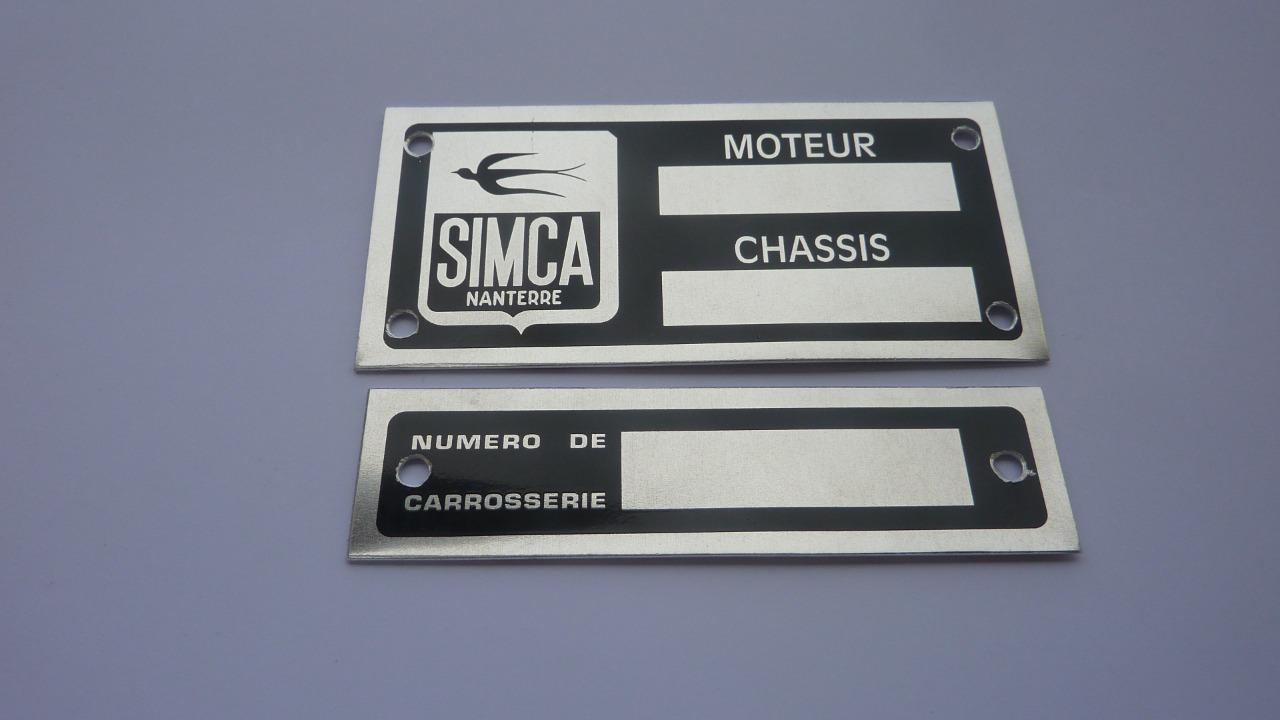 SIMCA
NANTERRE
MOTEUR
CHASSIS
NUMERO DE
CARROSSERIE